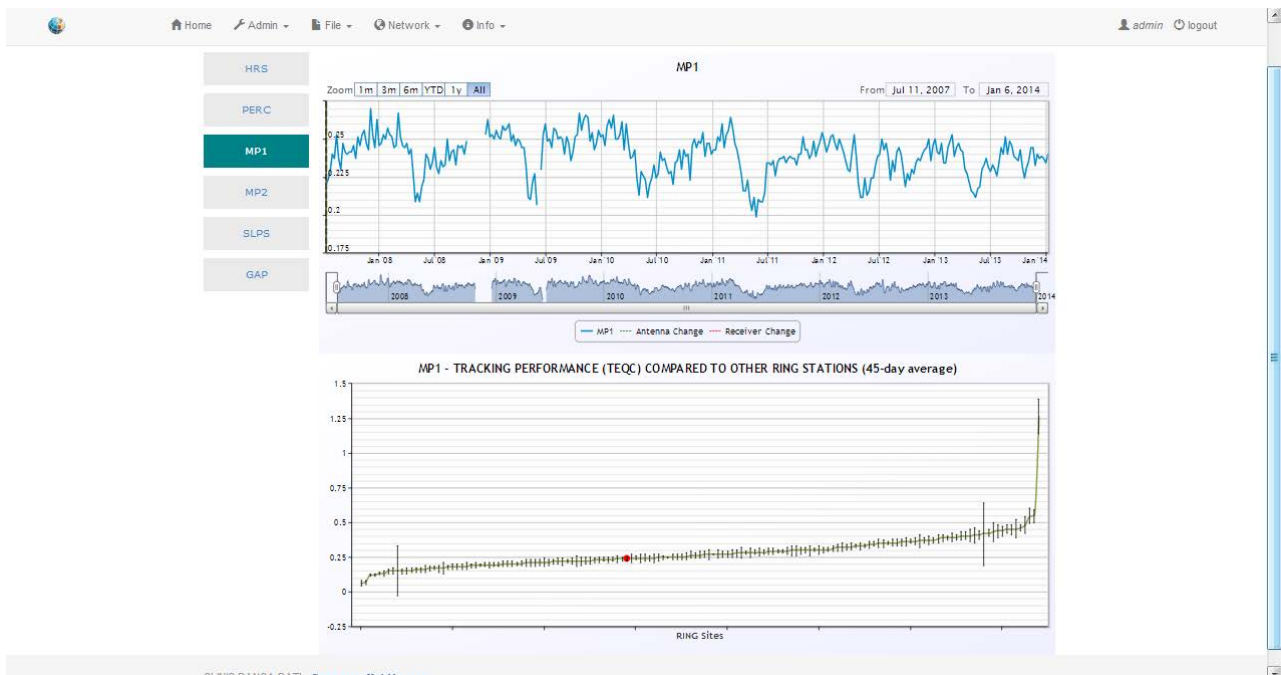 Home Admin File Network Info admin logout
HRS
PERC
MP1
MP2
SLPS
GAP
MP1
Zoom 1m 3m 6m YTD 1y All From Jul 11, 2007 To Jan 6, 2014
0.25
0.225
0.2
0.175
Jan '08 Jul '08 Jan '09 Jul '09 Jan '10 Jul '10 Jan '11 Jul '11 Jan '12 Jul '12 Jan '13 Jul '13 Jan '14
2008 2009 2010 2011 2012 2013 2014
MP1 Antenna Change Receiver Change
MP1 - TRACKING PERFORMANCE (TEQC) COMPARED TO OTHER RING STATIONS (45-day average)
1.5
1.25
1
0.75
0.5
0.25
0
-0.25
RING Sites